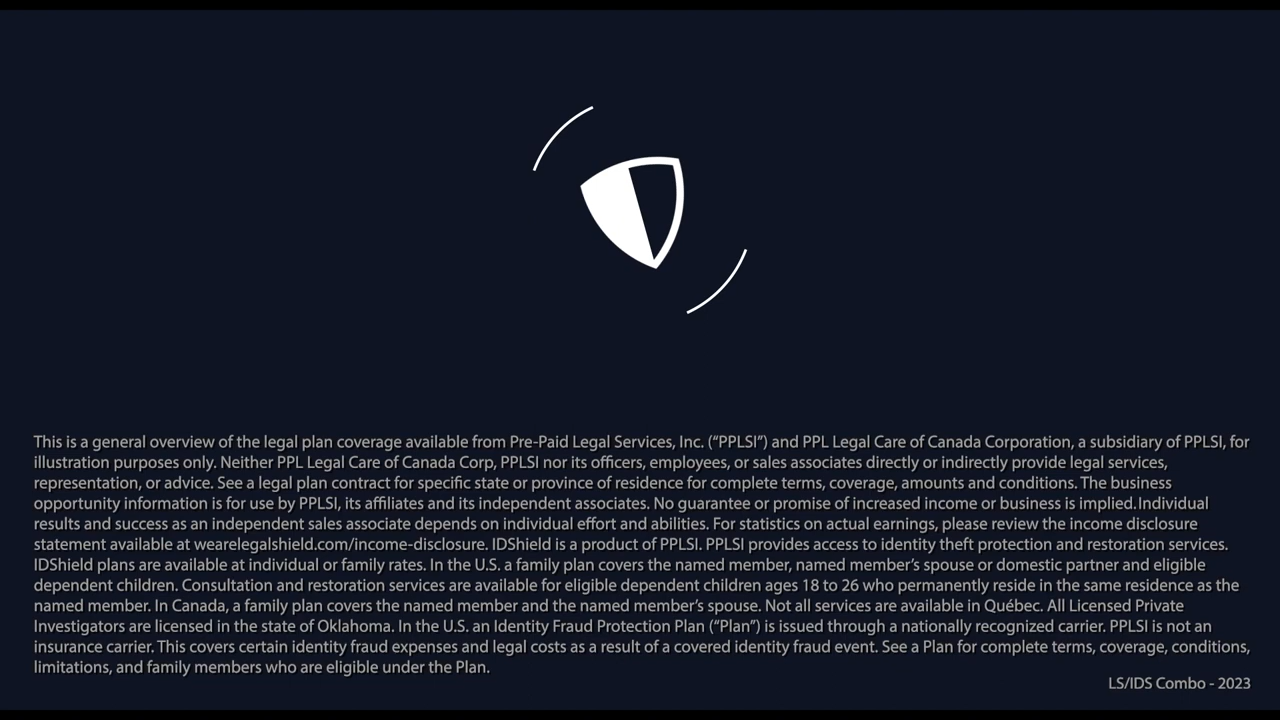 This is a general overview of the legal plan coverage available from Pre-Paid Legal Services, Inc. (“PPLSI”) and PPL Legal Care of Canada Corporation, a subsidiary of PPLSI, for
illustration purposes only. Neither PPL Legal Care of Canada Corp, PPLSI nor its officers, employees, or sales associates directly or indirectly provide legal services,
representation, or advice. See a legal plan contract for specific state or province of residence for complete terms, coverage, amounts and conditions. The business
opportunity information is for use by PPLSI, its affiliates and its independent associates. No guarantee or promise of increased income or business is implied.Individual
results and success as an independent sales associate depends on individual effort and abilities. For statistics on actual earnings, please review the income disclosure
statement available at wearelegalshield.com/income-disclosure. IDShield is a product of PPLSI. PPLSI provides access to identity theft protection and restoration services.
IDShield plans are available at individual or family rates. In the U.S. a family plan covers the named member, named member’s spouse or domestic partner and eligible
dependent children. Consultation and restoration services are available for eligible dependent children ages 18 to 26 who permanently reside in the same residence as the
named member. In Canada, a family plan covers the named member and the named member’s spouse. Not all services are available in Québec. All Licensed Private
Investigators are licensed in the state of Oklahoma. In the U.S. an Identity Fraud Protection Plan (“Plan”) is issued through a nationally recognized carrier. PPLSI is not an
insurance carrier. This covers certain identity fraud expenses and legal costs as a result of a covered identity fraud event. See a Plan for complete terms, coverage, conditions,
limitations, and family members who are eligible under the Plan.
LS/IDS Combo - 2023